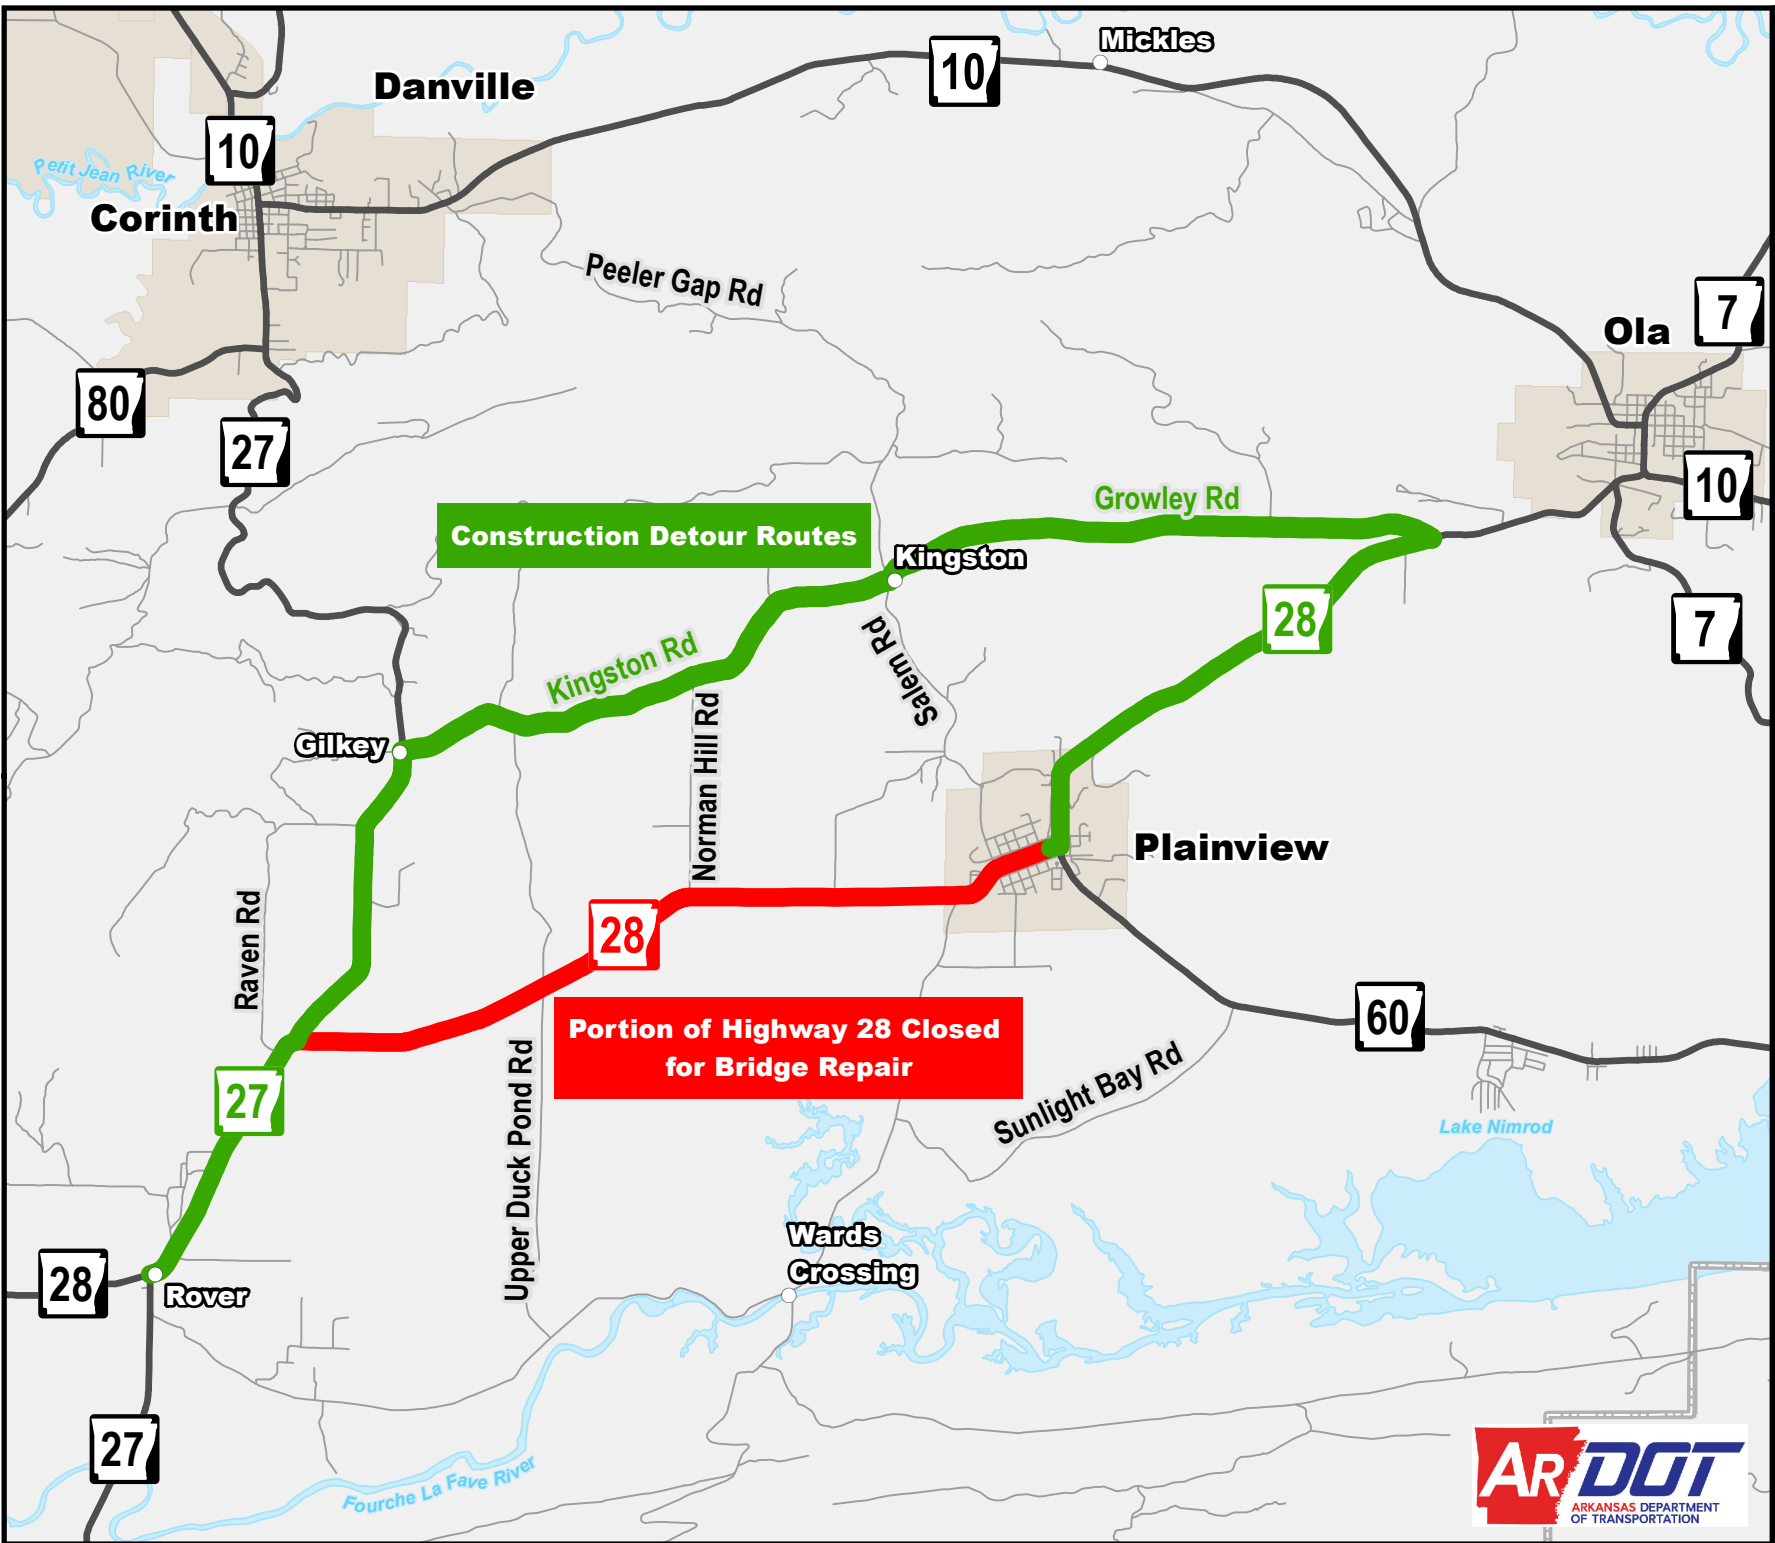 Mickles
10
Danville
10
Petit Jean River
Corinth
Peeler Gap Rd
7
Ola
80
27
10
Growley Rd
Construction Detour Routes
Kingston
28
7
Salem Rd
Kingston Rd
Gilkey
Norman Hill Rd
Plainview
Raven Rd
28
60
Portion of Highway 28 Closed
for Bridge Repair
Upper Duck Pond Rd
Sunlight Bay Rd
27
Lake Nimrod
Wards
Crossing
28
Rover
27
Fourche La Fave River
ARDOT
ARKANSAS DEPARTMENT
OF TRANSPORTATION